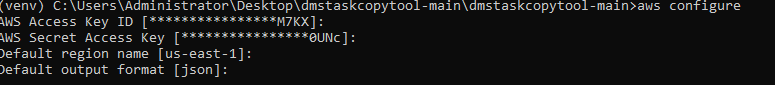 (venv) C:\Users\Administrator\Desktop\dmstaskcopytool-main\dmstaskcopytool-main>aws configure
AWS Access Key ID [****************M7KX]:
AWS Secret Access Key [****************0UNc]:
Default region name [us-east-1]:
Default output format [json]: